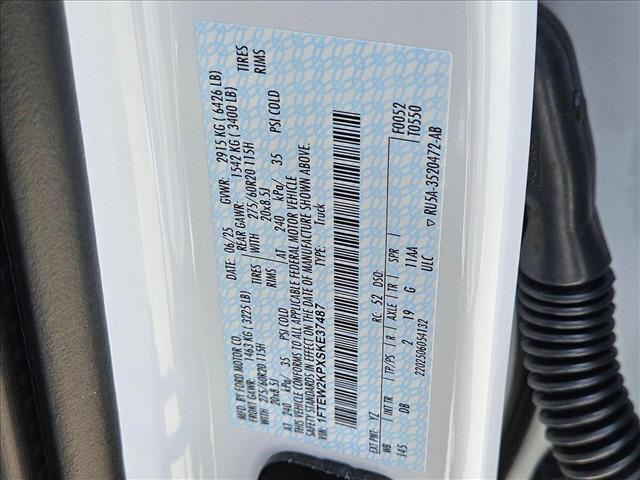 MFD. BY FORD MOTOR CO.
DATE: 06/25 GVWR: 2915 KG ( 6426 LB)
FRONT GAWR: 1463 KG (3225 LB) REAR GAWR: 1542 KG ( 3400 LB)
275/60R20 115H TIRES WITH 275/60R20 115H TIRES
20x8.5J RIMS 20x8.5J RIMS
AT 240 kPa/ 35 PSI COLD AT 240 kPa/ 35 PSI COLD
THIS VEHICLE CONFORMS TO ALL APPLICABLE FEDERAL MOTOR VEHICLE
SAFETY STANDARDS IN EFFECT ON THE DATE OF MANUFACTURE SHOWN ABOVE.
VIN: 1FTEW2KPXSKE37487
TYPE: Truck
EXT PNT: YZ RC: 52 DSO: F0052
WB INT TR TP/PS R AXLE TR SPR T0550
145 DB 2 19 G 11AA
ULC
2202506054132
▽ RU5A-3520472-AB